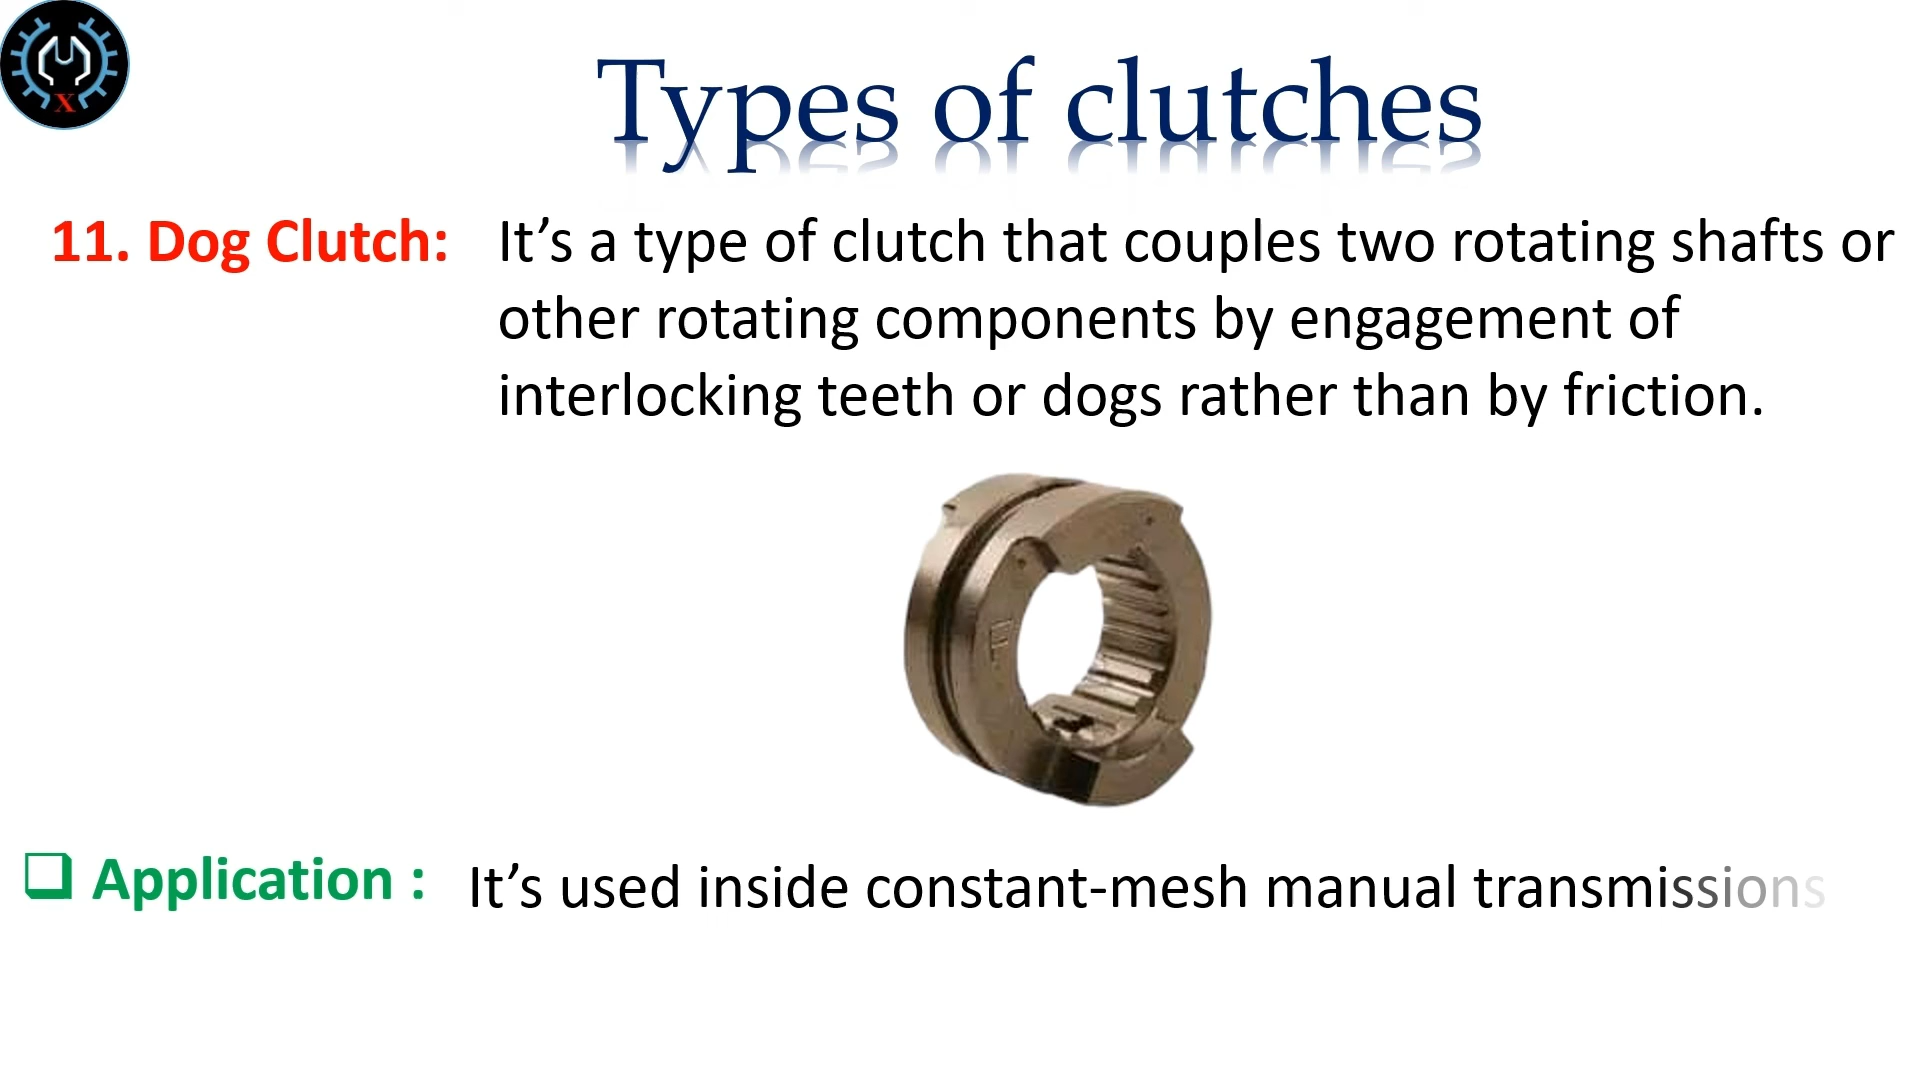 Types of clutches
11. Dog Clutch: It’s a type of clutch that couples two rotating shafts or
other rotating components by engagement of
interlocking teeth or dogs rather than by friction.
❑ Application : It’s used inside constant-mesh manual transmissions
X